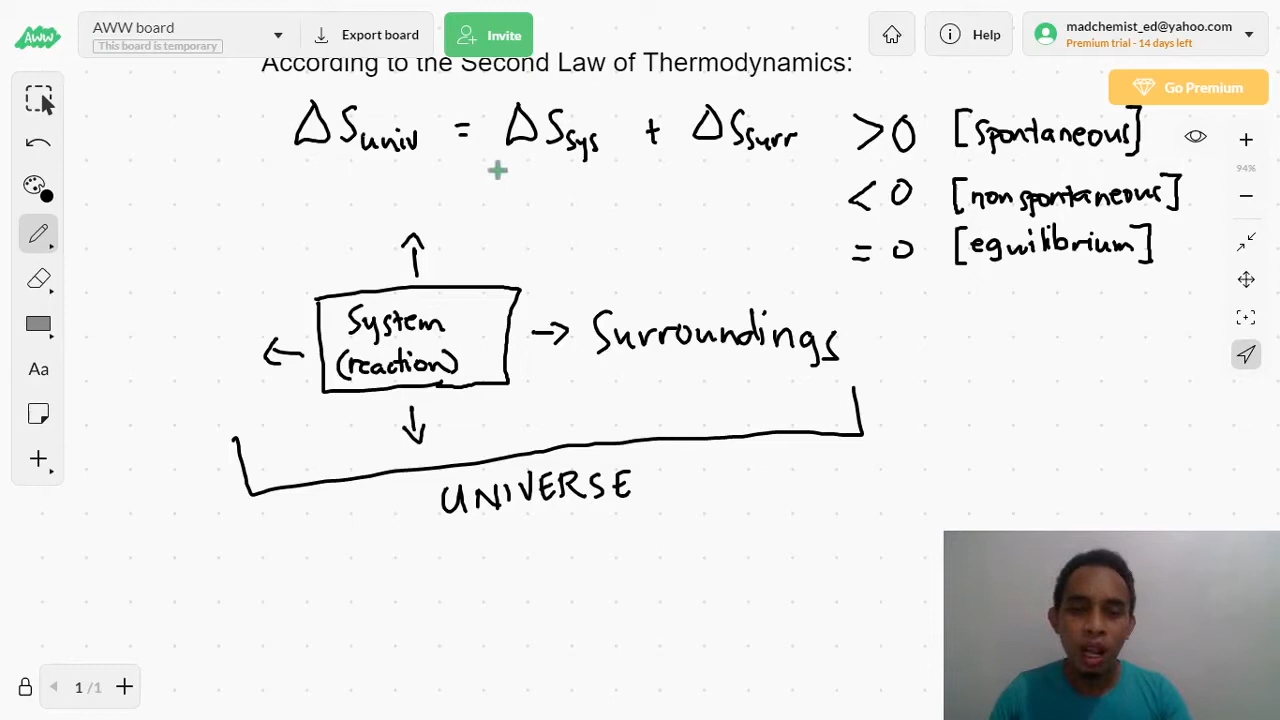 AWW
AWW board
This board is temporary
Export board
Invite
Help
madchemist_ed@yahoo.com
Premium trial - 14 days left
Go Premium
According to the Second Law of Thermodynamics:
ΔSuniv = ΔSsys + ΔSsurr >0 [spontaneous]
< 0 [nonspontaneous]
= 0 [equilibrium]
94%
System
(reaction)
→ Surroundings
UNIVERSE
Aa
1 / 1